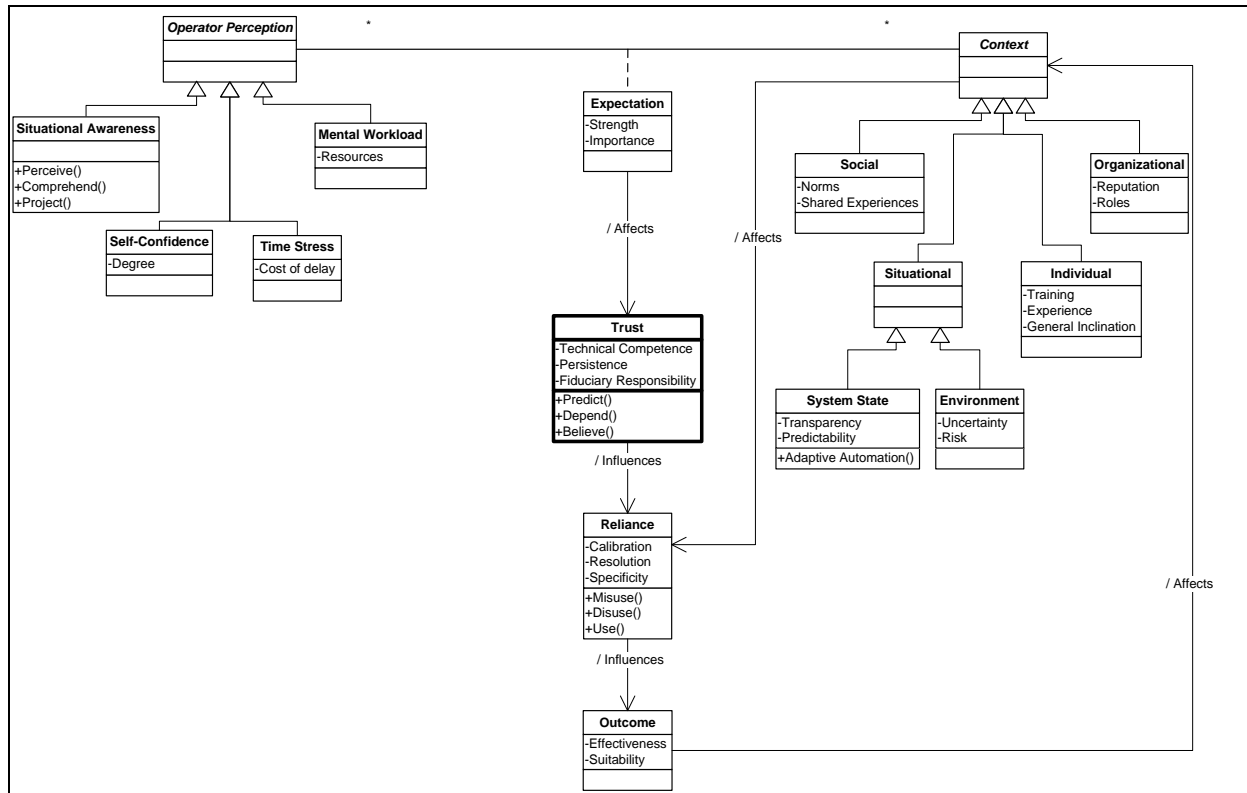 Operator Perception
*
*
Context
Expectation
-Strength
-Importance
Situational Awareness
+Perceive()
+Comprehend()
+Project()
Mental Workload
-Resources
Self-Confidence
-Degree
Time Stress
-Cost of delay
Social
-Norms
-Shared Experiences
Organizational
-Reputation
-Roles
/ Affects
/ Affects
Situational
Individual
-Training
-Experience
-General Inclination
Trust
-Technical Competence
-Persistence
-Fiduciary Responsibility
+Predict()
+Depend()
+Believe()
System State
-Transparency
-Predictability
+Adaptive Automation()
Environment
-Uncertainty
-Risk
/ Influences
Reliance
-Calibration
-Resolution
-Specificity
+Misuse()
+Disuse()
+Use()
/ Affects
/ Influences
Outcome
-Effectiveness
-Suitability